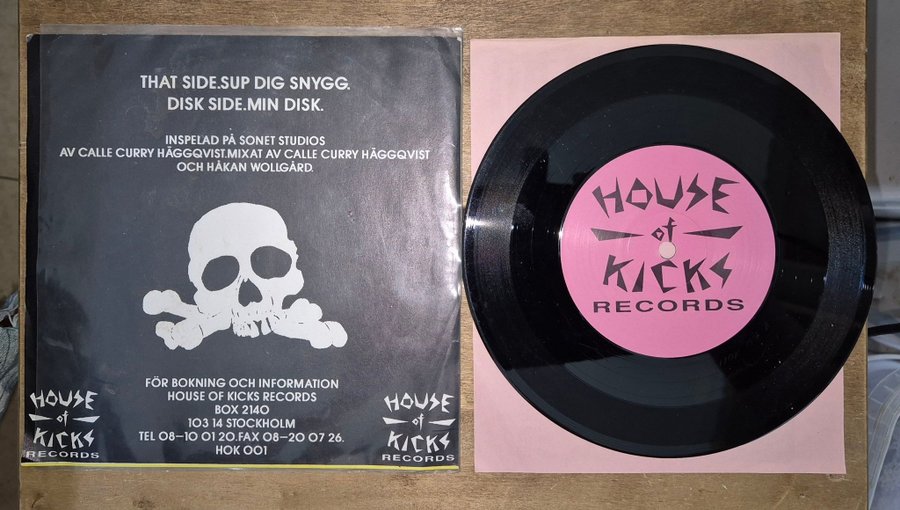 THAT SIDE.SUP DIG SNYGG.
DISK SIDE.MIN DISK.
INSPELAD PÅ SONET STUDIOS
AV CALLE CURRY HÄGGQVIST.MIXAT AV CALLE CURRY HÄGGQVIST
OCH HÅKAN WOLLGÅRD.
FÖR BOKNING OCH INFORMATION
HOUSE OF KICKS RECORDS
BOX 2140
103 14 STOCKHOLM
TEL 08-10 01 20.FAX 08-20 07 26.
HOK 001
HOUSE
of
KICKS
RECORDS
HOUSE
of
KICKS
RECORDS
HOUSE
of
KICKS
RECORDS